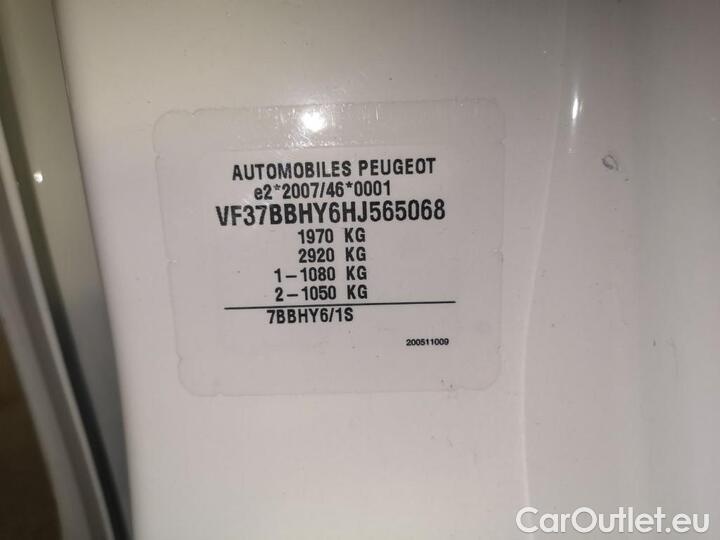 AUTOMOBILES PEUGEOT
e2*2007/46*0001
VF37BBHY6HJ565068
1970 KG
2920 KG
1-1080 KG
2-1050 KG
7BBHY6/1S
200511009
CarOutlet.eu